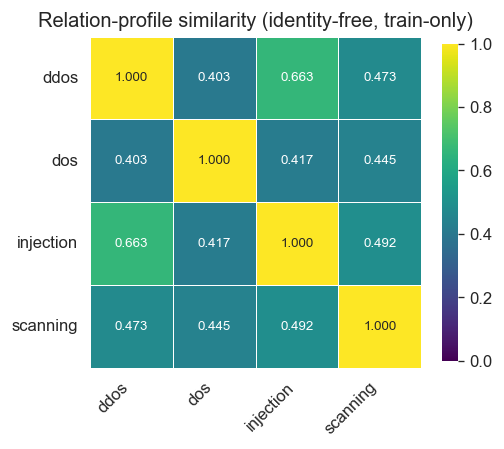 Relation-profile similarity (identity-free, train-only)
ddos 1.000 0.403 0.663 0.473
dos 0.403 1.000 0.417 0.445
injection 0.663 0.417 1.000 0.492
scanning 0.473 0.445 0.492 1.000
ddos dos injection scanning
1.0
0.8
0.6
0.4
0.2
0.0